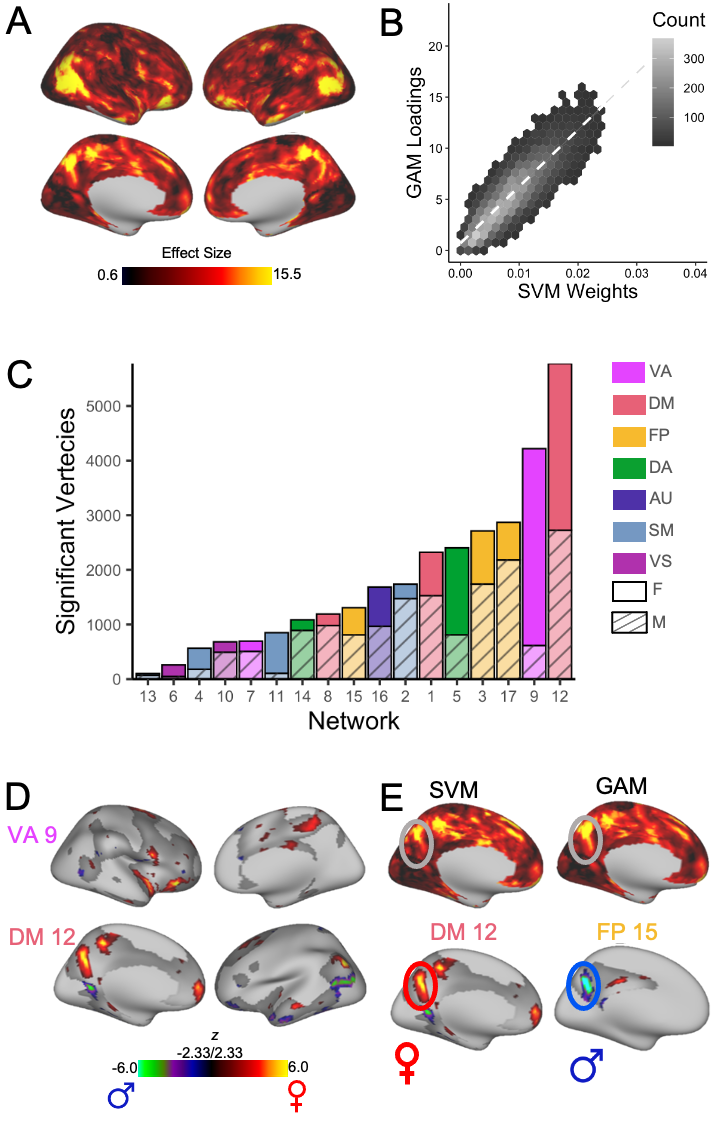 A
Effect Size
0.6
15.5
B
Count
300
200
100
GAM Loadings
20
15
10
5
0
0.00 0.01 0.02 0.03 0.04
SVM Weights
C
Significant Vertecies
5000
4000
3000
2000
1000
0
13 6 4 10 7 11 14 8 15 16 2 1 5 3 17 9 12
Network
VA
DM
FP
DA
AU
SM
VS
F
M
D
VA 9
DM 12
z
-2.33/2.33
-6.0
6.0
♂
♀
E
SVM
GAM
DM 12
FP 15
♀
♂